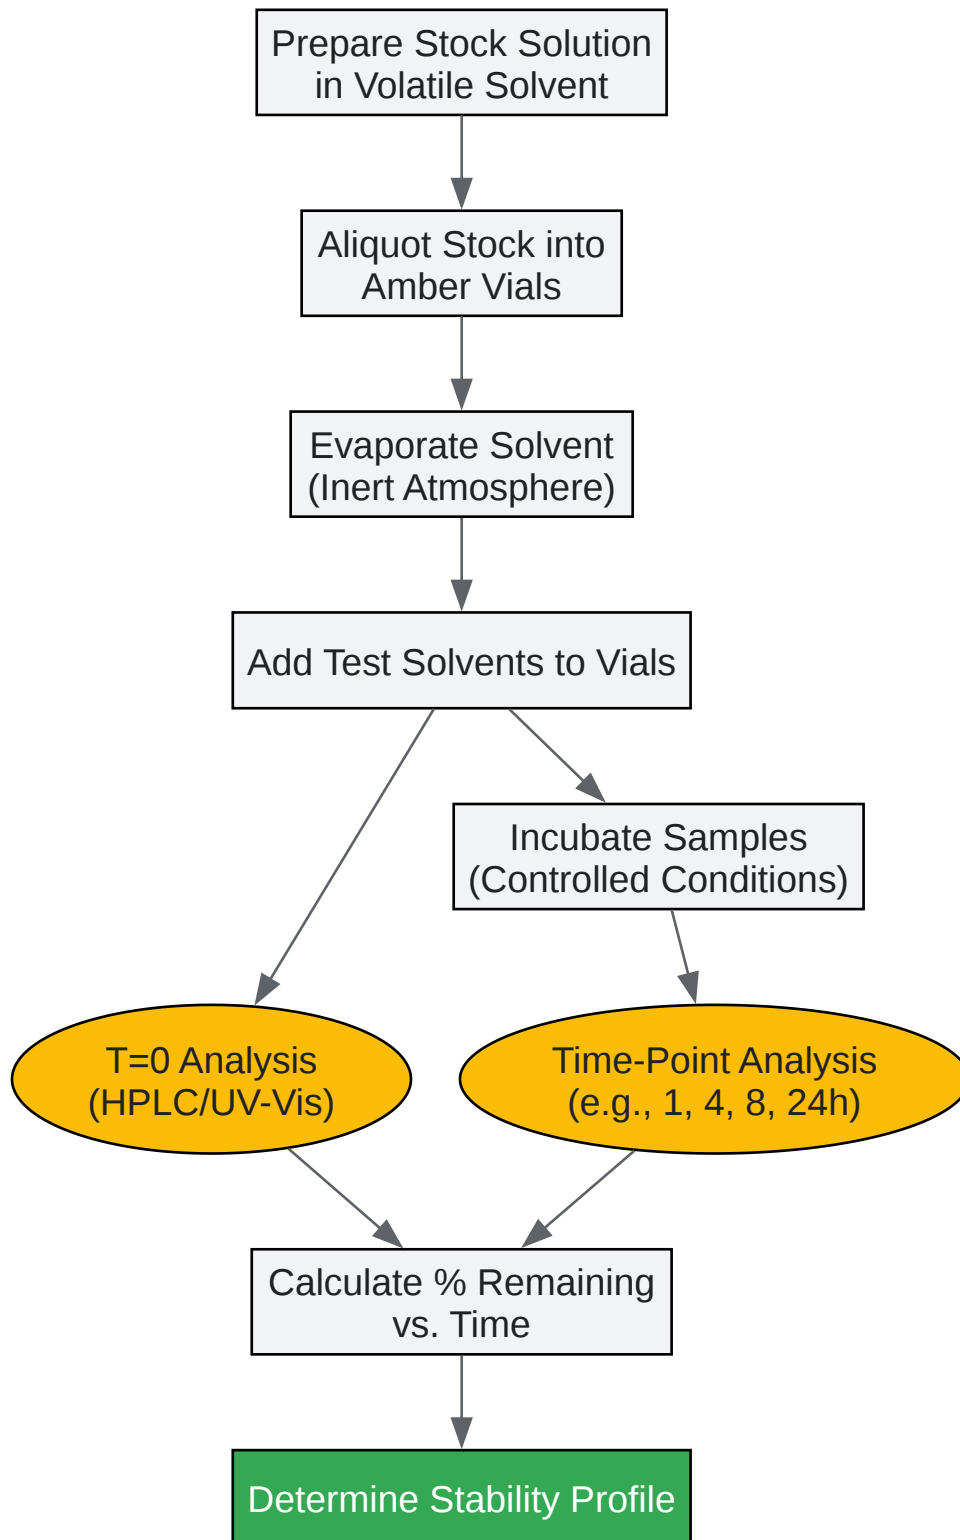 Prepare Stock Solution
in Volatile Solvent
Aliquot Stock into
Amber Vials
Evaporate Solvent
(Inert Atmosphere)
Add Test Solvents to Vials
Incubate Samples
(Controlled Conditions)
T=0 Analysis
(HPLC/UV-Vis)
Time-Point Analysis
(e.g., 1, 4, 8, 24h)
Calculate % Remaining
vs. Time
Determine Stability Profile